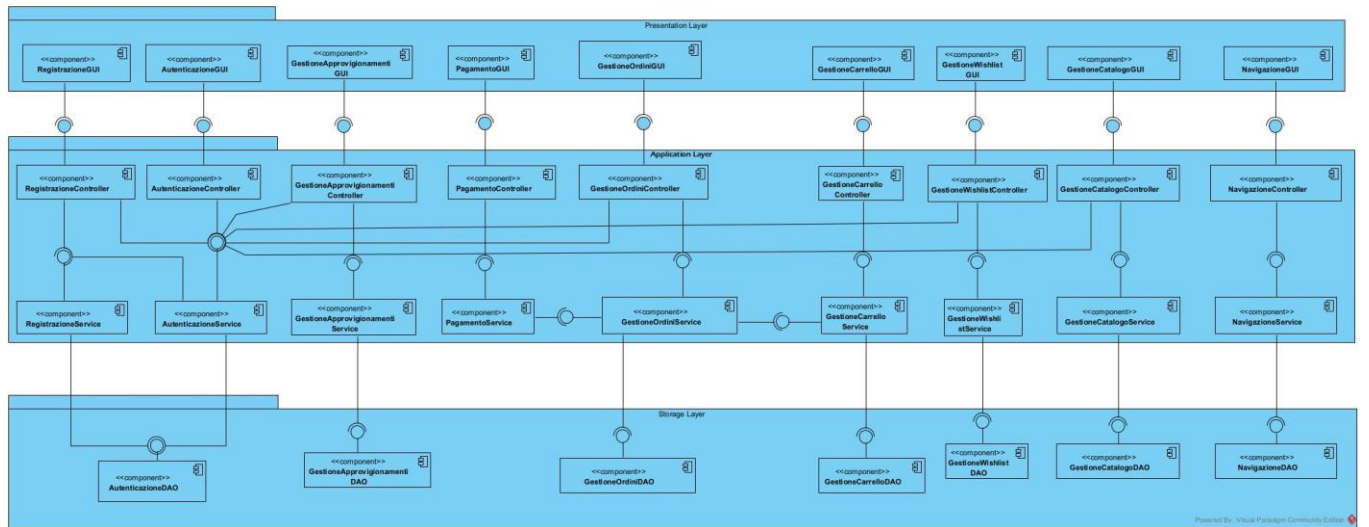 Presentation Layer
<<component>>
RegistrazioneGUI
<<component>>
AutenticazioneGUI
<<component>>
GestioneApprovigionamenti
GUI
<<component>>
PagamentoGUI
<<component>>
GestioneOrdiniGUI
<<component>>
GestioneCarrelloGUI
<<component>>
GestioneWishlist
GUI
<<component>>
GestioneCatalogoGUI
<<component>>
NavigazioneGUI
Application Layer
<<component>>
RegistrazioneController
<<component>>
AutenticazioneController
<<component>>
GestioneApprovigionamenti
Controller
<<component>>
PagamentoController
<<component>>
GestioneOrdiniController
<<component>>
GestioneCarrello
Controller
<<component>>
GestioneWishlistController
<<component>>
GestioneCatalogoController
<<component>>
NavigazioneController
<<component>>
RegistrazioneService
<<component>>
AutenticazioneService
<<component>>
GestioneApprovigionamenti
Service
<<component>>
PagamentoService
<<component>>
GestioneOrdiniService
<<component>>
GestioneCarrello
Service
<<component>>
GestioneWishli
stService
<<component>>
GestioneCatalogoService
<<component>>
NavigazioneService
Storage Layer
<<component>>
AutenticazioneDAO
<<component>>
GestioneApprovigionamenti
DAO
<<component>>
GestioneOrdiniDAO
<<component>>
GestioneCarrelloDAO
<<component>>
GestioneWishlist
DAO
<<component>>
GestioneCatalogoDAO
<<component>>
NavigazioneDAO
Powered By: Visual Paradigm Community Edition